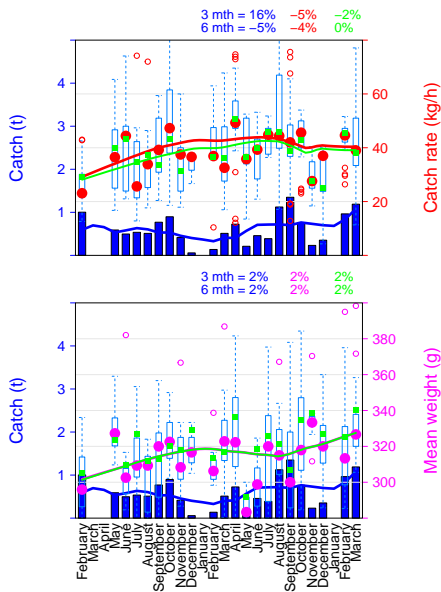 3 mth = 16% −5% −2%
6 mth = −5% −4% 0%
5
4
3
2
1
Catch (t)
60
40
20
Catch rate (kg/h)
3 mth = 2% 2% 2%
6 mth = 2% 2% 2%
5
4
3
2
1
Catch (t)
380
360
340
320
300
Mean weight (g)
February
March
April
May
June
July
August
September
October
November
December
January
February
March
April
May
June
July
August
September
October
November
December
January
February
March